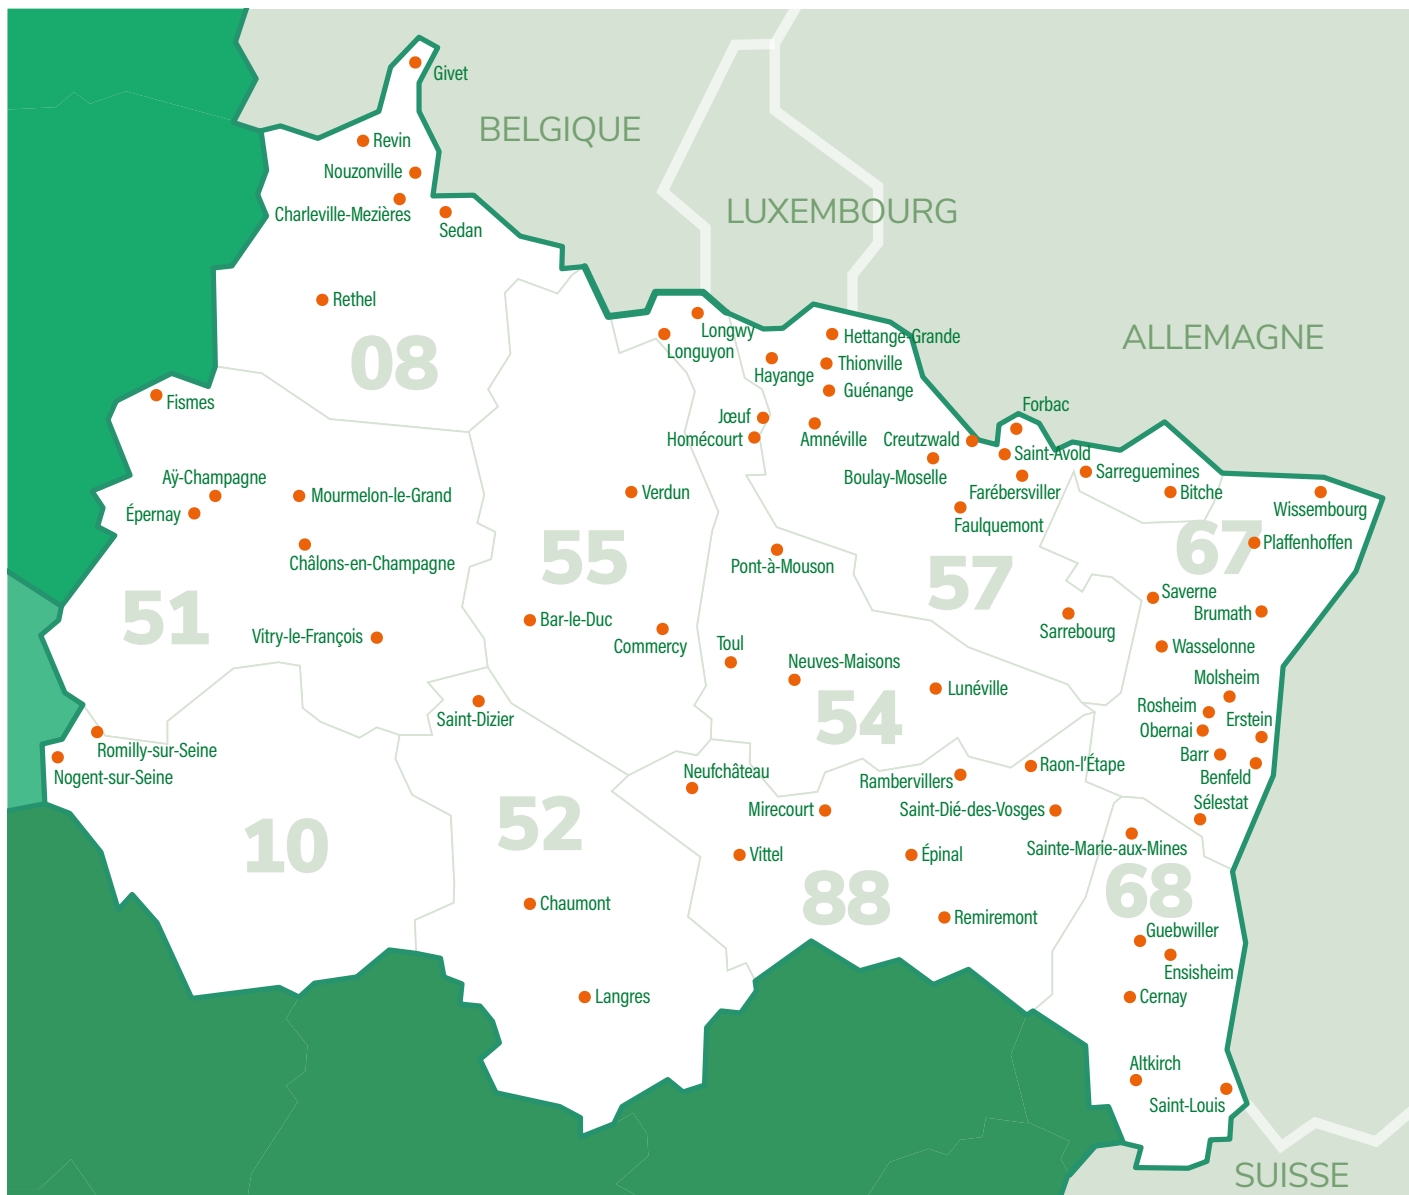 Givet
BELGIQUE
Revin
Nouzonville
Charleville-Mezières
Sedan
LUXEMBOURG
Rethel
08
Longwy
Longuyon
Hettange-Grande
ALLEMAGNE
Hayange
Thionville
Guénange
Fismes
Jœuf
Homécourt
Amnéville
Forbac
Creutzwald
Saint-Avold
Boulay-Moselle
Farébersviller
Sarreguemines
Bitche
Wissembourg
Aÿ-Champagne
Épernay
Mourmelon-le-Grand
Verdun
Faulquemont
Châlons-en-Champagne
55
Pont-à-Mouson
57
67
Plaffenhoffen
51
Vitry-le-François
Bar-le-Duc
Commercy
Toul
Sarrebourg
Saverne
Brumath
Wasselonne
Neuves-Maisons
Lunéville
54
Molsheim
Rosheim
Erstein
Obernai
Barr
Benfeld
Saint-Dizier
Romilly-sur-Seine
Nogent-sur-Seine
Neufchâteau
Rambervillers
Raon-l'Étape
Mirecourt
Saint-Dié-des-Vosges
Sélestat
10
52
Vittel
Épinal
Sainte-Marie-aux-Mines
88
68
Chaumont
Remiremont
Guebwiller
Ensisheim
Langres
Cernay
Altkirch
Saint-Louis
SUISSE